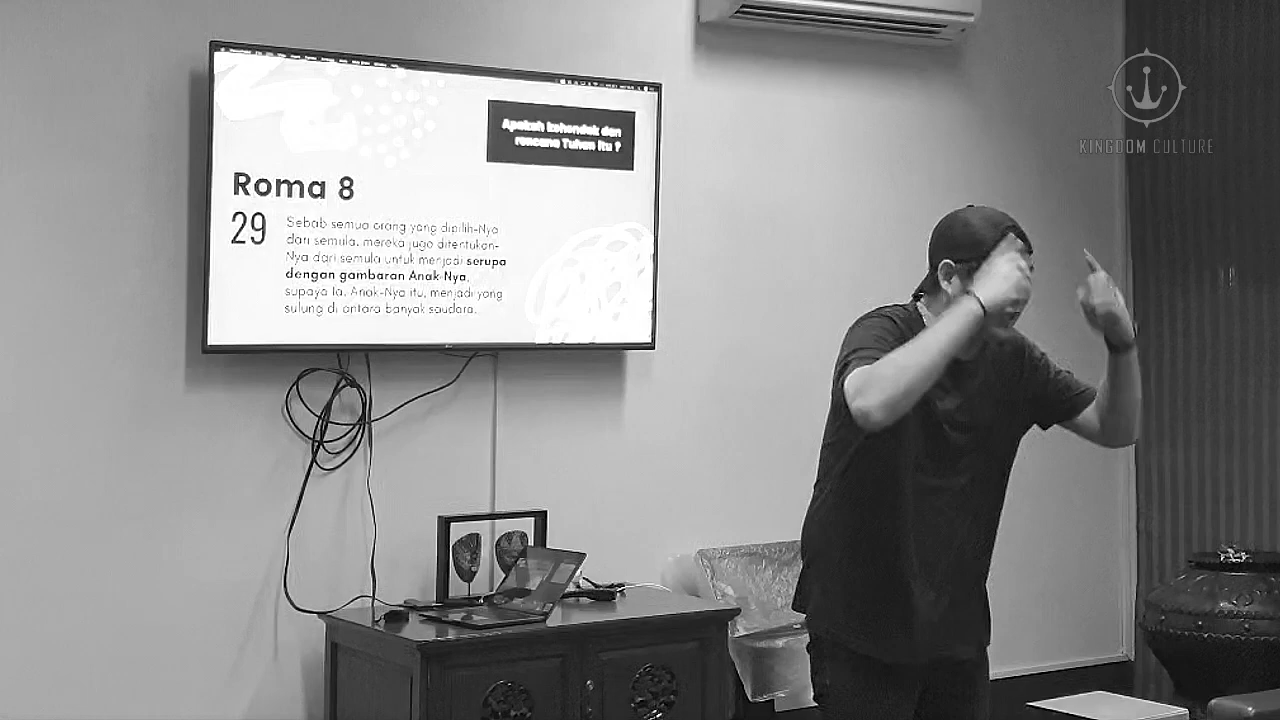 Apakah kehendak dan
rencana Tuhan itu ?
KINGDOM CULTURE
Roma 8
29
Sebab semua orang yang dipilih-Nya
dari semula, mereka juga ditentukan-
Nya dari semula untuk menjadi serupa
dengan gambaran Anak-Nya,
supaya Ia, Anak-Nya itu, menjadi yang
sulung di antara banyak saudara.